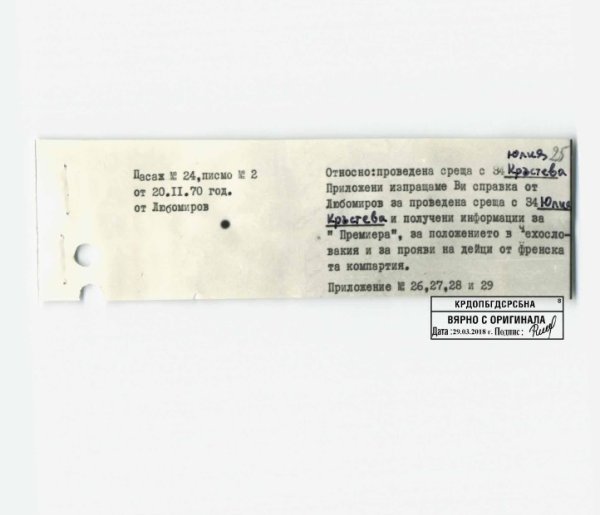 Пасаж № 24, писмо № 2
от 20.II.70 год.
от Любомиров
Юлия 25
Относно:проведена среща с 34 Кръстева
Приложени изпращаме Ви справка от
Любомиров за проведена среща с 34 Юлия
Кръстева и получени информации за
" Премиера", за положението в "ехосло-
вакия и за прояви на дейци от френска
та компартия.
Приложение № 26,27,28 и 29
КРДОПБГДСРСБНА 8
ВЯРНО С ОРИГИНАЛА
Дата :29.03.2018 г. Подпис: